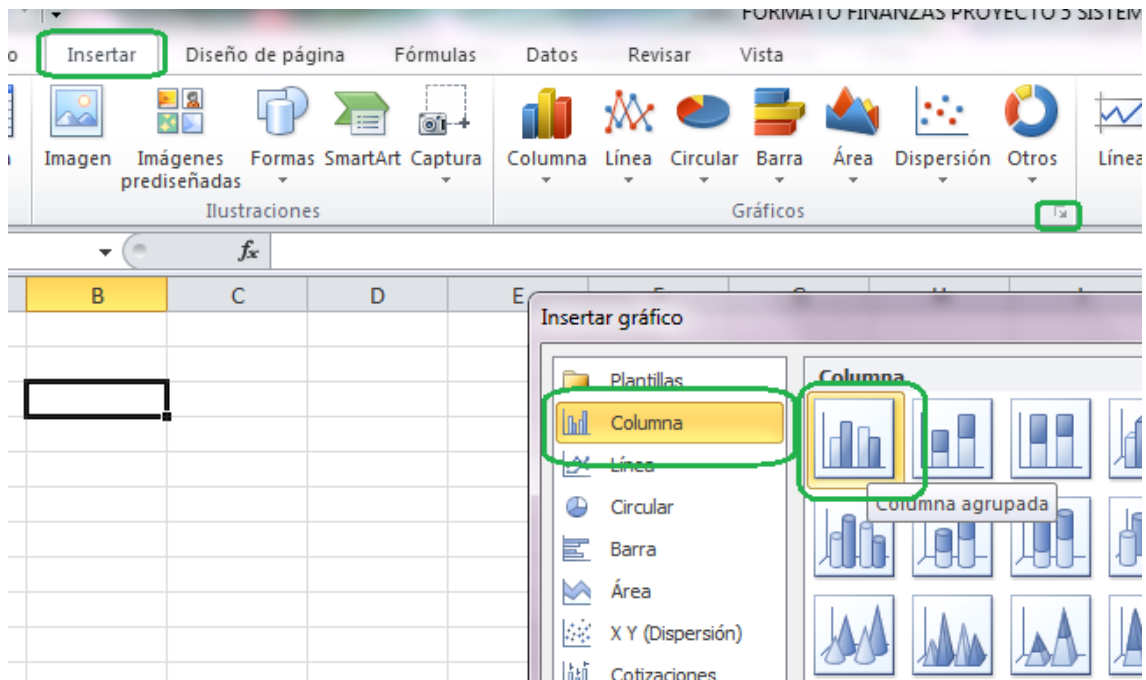 FORMATO FINANZAS PROYECTO 5 SISTEM
o Insertar Diseño de página Fórmulas Datos Revisar Vista
Imagen Imágenes prediseñadas Formas SmartArt Captura Columna Línea Circular Barra Área Dispersión Otros Línea
Ilustraciones Gráficos
fx
B C D E F G H I
Insertar gráfico
Plantillas Columna
Columna
Línea
Columna agrupada
Circular
Barra
Área
X Y (Dispersión)
Cotizaciones